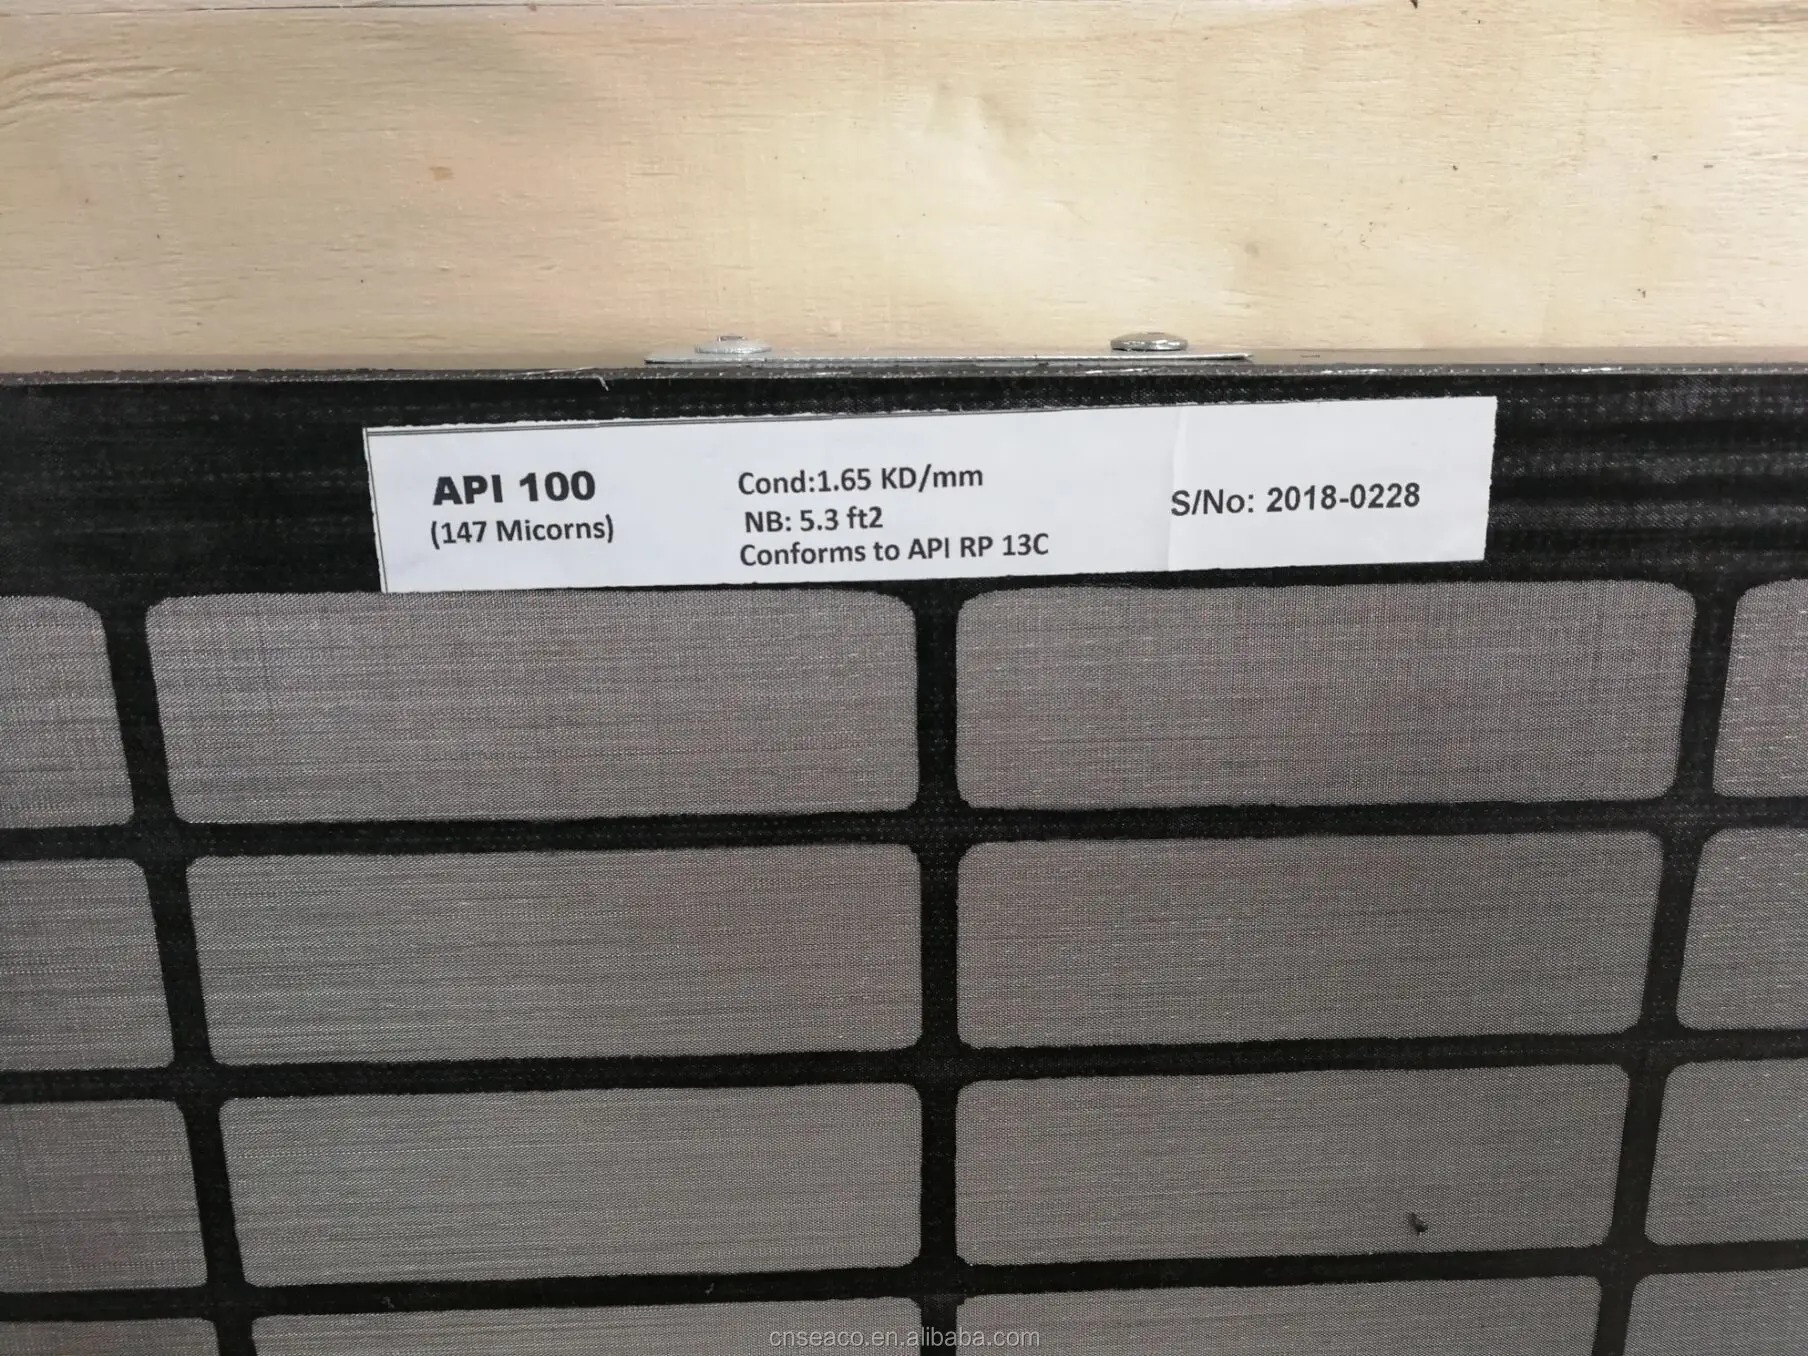 API 100
(147 Micorns)
Cond:1.65 KD/mm
NB: 5.3 ft2
Conforms to API RP 13C
S/No: 2018-0228
cnseaco.en.alibaba.com